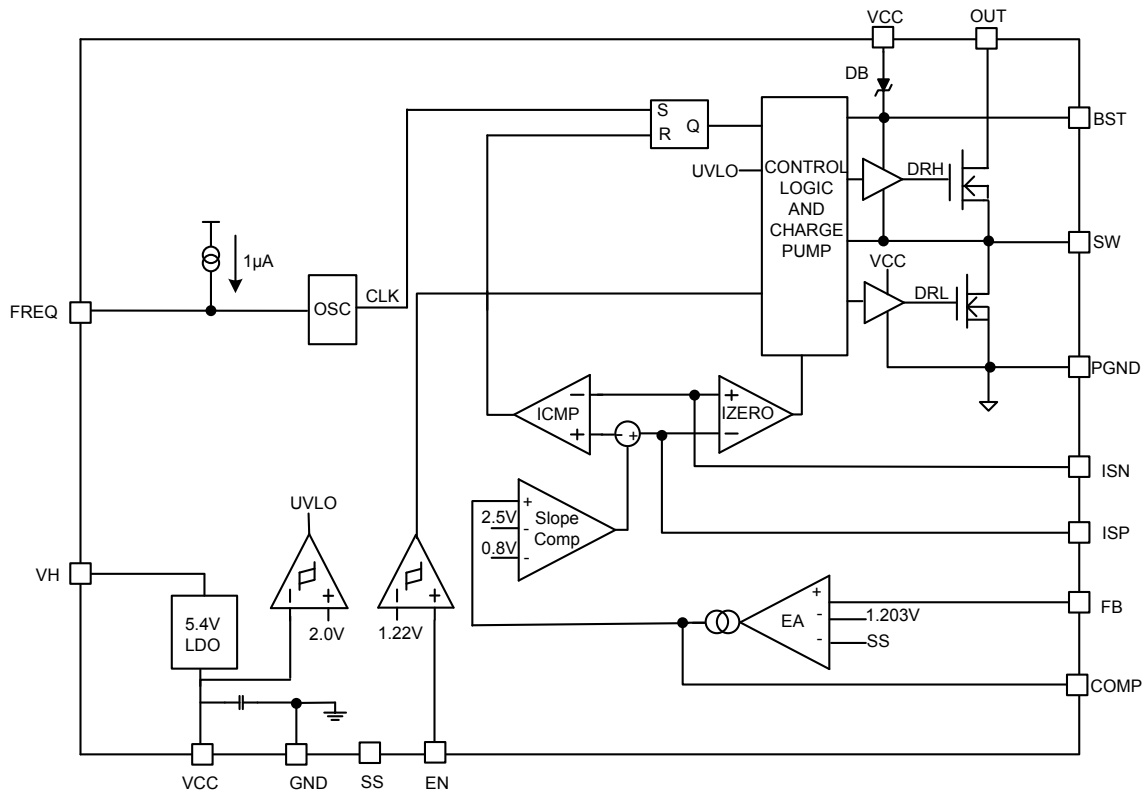 VCC
OUT
DB
S
R
Q
BST
UVLO
CONTROL
LOGIC
AND
CHARGE
PUMP
DRH
SW
1µA
VCC
FREQ
OSC
CLK
DRL
PGND
−
ICMP
+
- +
+
IZERO
−
ISN
UVLO
+
2.5V
-
0.8V
-
Slope
Comp
ISP
VH
5.4V
LDO
− +
2.0V
− +
1.22V
+
EA
-
1.203V
-
SS
FB
COMP
VCC
GND
SS
EN